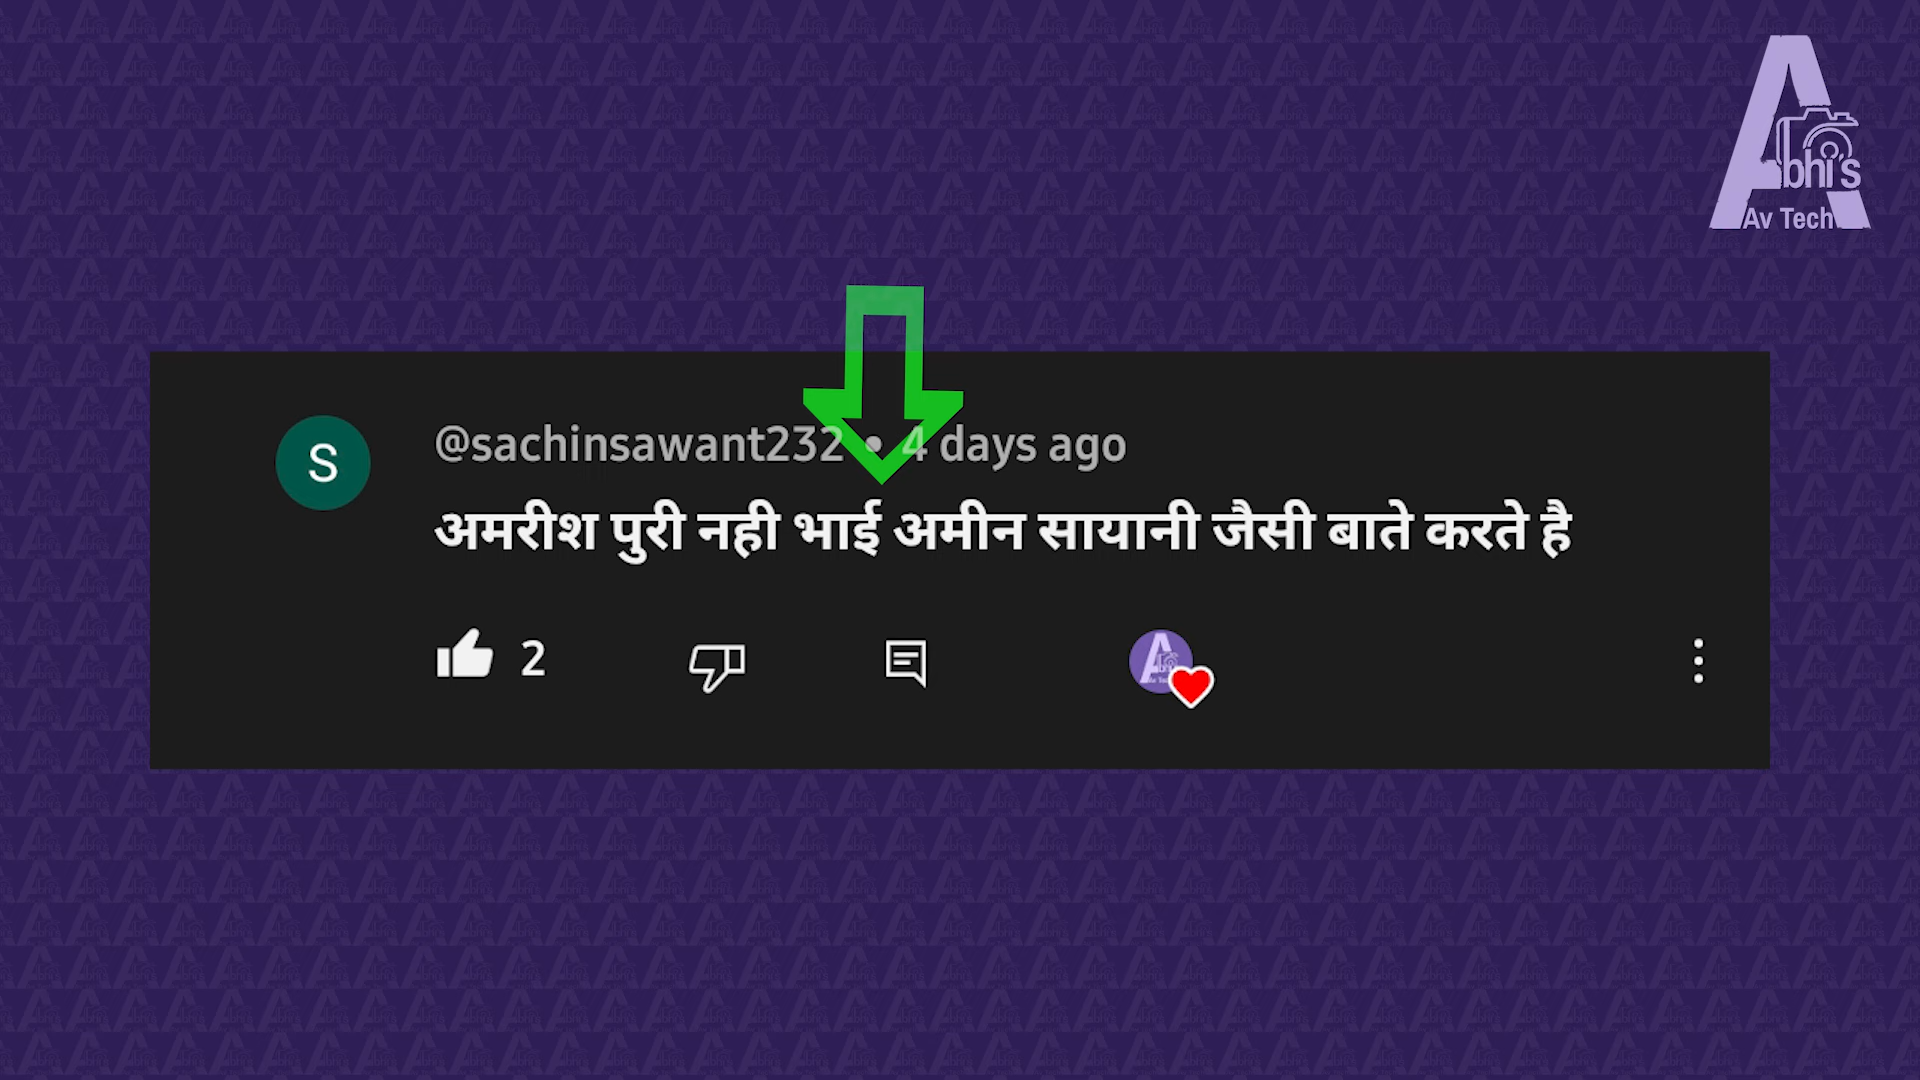 Abhi's
Av Tech
S
@sachinsawant232 • 4 days ago
अमरीश पुरी नही भाई अमीन सायानी जैसी बाते करते है
2